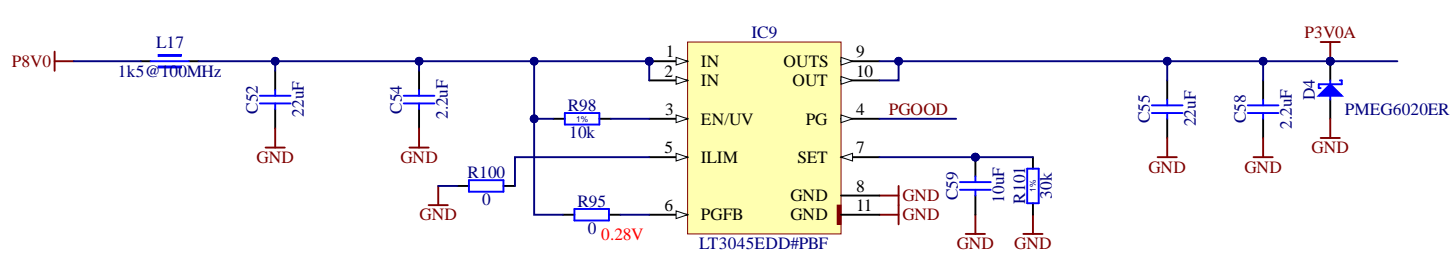 P8V0
L17
1k5@100MHz
C52
22uF
GND
C54
2.2uF
GND
R98
1%
10k
R100
0
GND
R95
0
0.28V
IC9
1
IN
2
IN
3
EN/UV
5
ILIM
6
PGFB
OUTS
9
OUT
10
PG
4
PGOOD
SET
7
GND
8
GND
GND
11
GND
LT3045EDD#PBF
C59
10uF
GND
R101
1%
30k
GND
C55
22uF
GND
C58
2.2uF
GND
P3V0A
D4
PMEG6020ER
GND